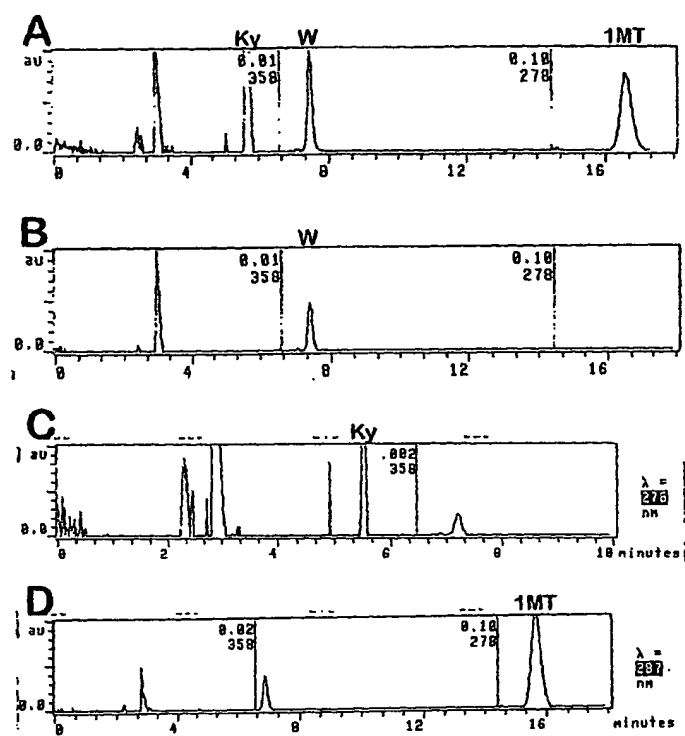 A
Ky W 1MT
au 0.01 0.10
358 278
0.0
0 4 8 12 16
B
W
au 0.01 0.10
358 278
0.0
0 4 8 12 16
C
Ky
au .002
358
0.0
λ =
276
nm
0 2 4 6 8 10 minutes
D
1MT
au 0.02 0.10
358 278
0.0
λ =
287
nm
0 4 8 12 16 minutes